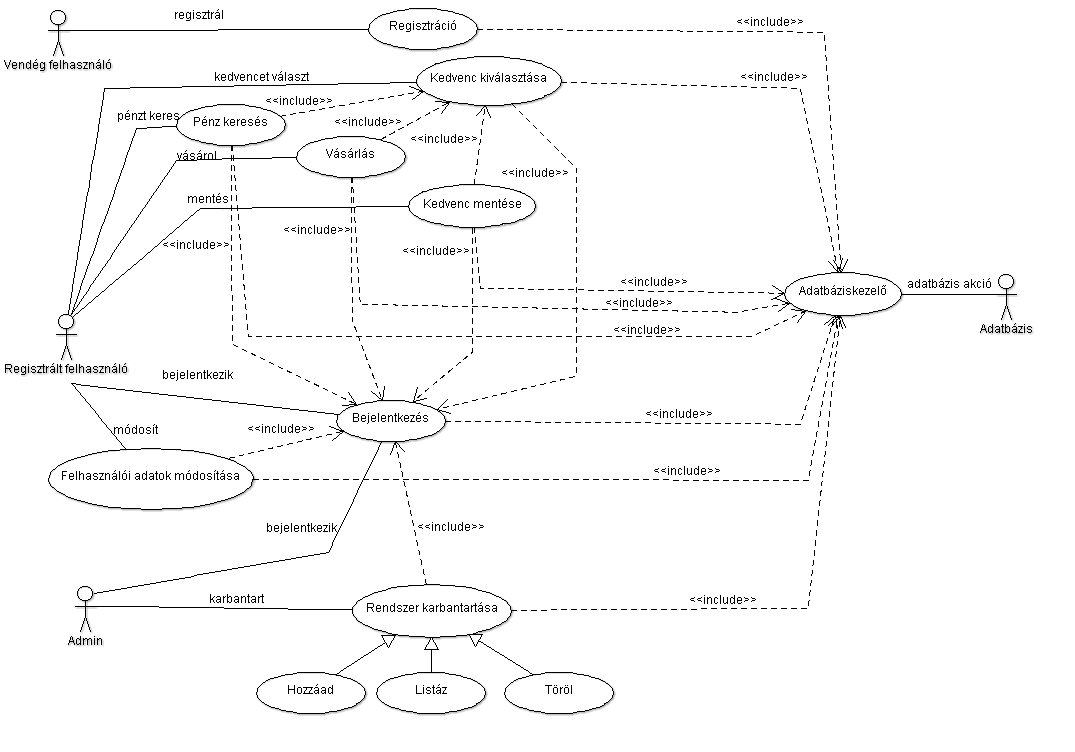 regisztrál
Regisztráció
<<include>>
Vendég felhasználó
kedvencet választ
Kedvenc kiválasztása
<<include>>
<<include>>
pénzt keres
Pénz keresés
<<include>>
<<include>>
vásárol
Vásárlás
<<include>>
mentés
Kedvenc mentése
<<include>>
<<include>>
<<include>>
<<include>>
Adatbáziskezelő
adatbázis akció
<<include>>
Adatbázis
<<include>>
Regisztrált felhasználó
bejelentkezik
Bejelentkezés
<<include>>
módosít
<<include>>
Felhasználói adatok módosítása
<<include>>
bejelentkezik
<<include>>
karbantart
Rendszer karbantartása
<<include>>
Admin
Hozzáad
Listáz
Töröl